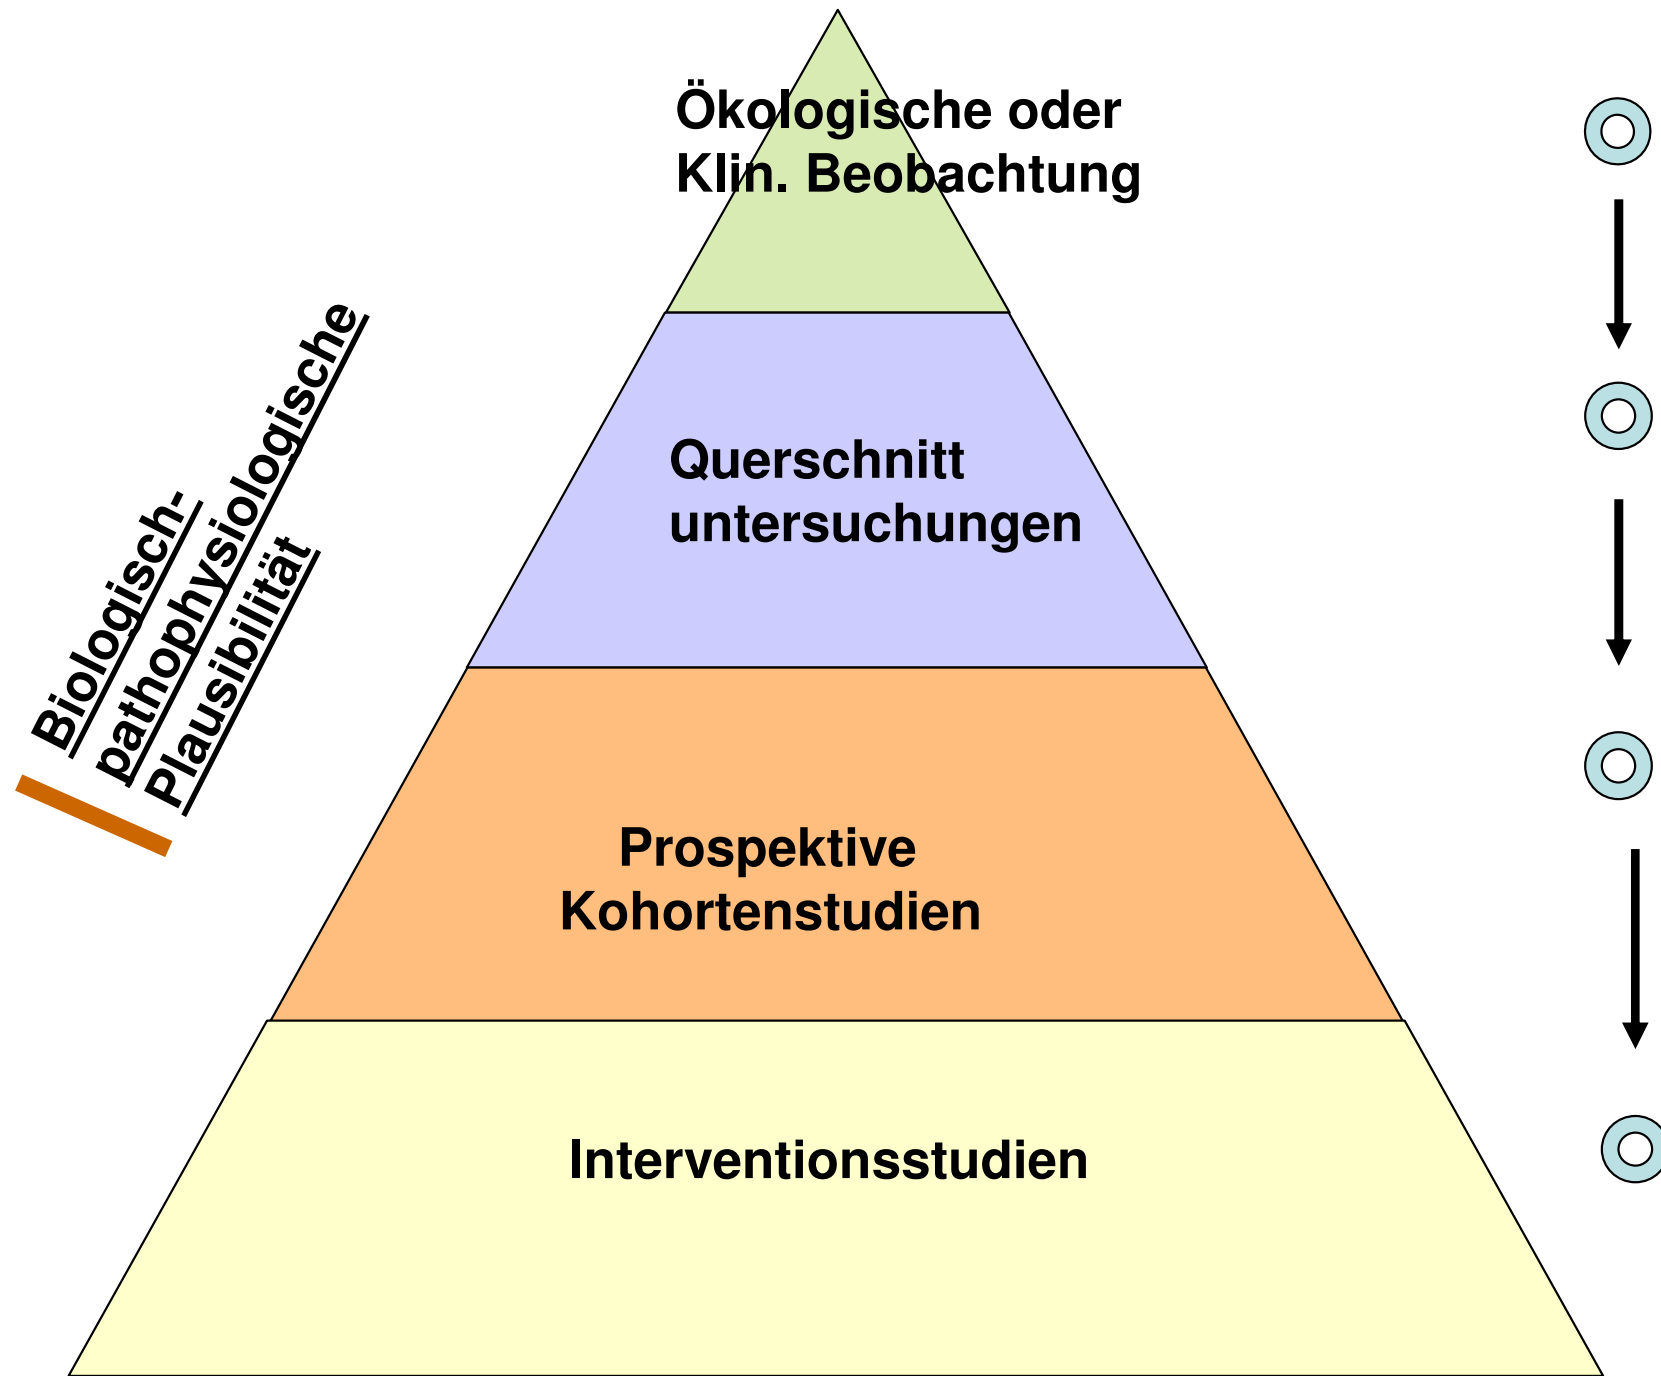 Ökologische oder
Klin. Beobachtung
Biologisch-
pathophysiologische
Plausibilität
Querschnitt
untersuchungen
Prospektive
Kohortenstudien
Interventionsstudien